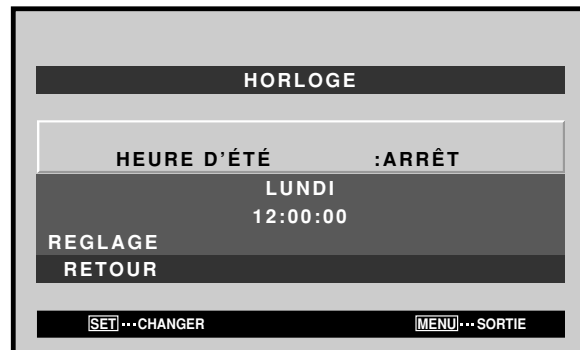 HORLOGE
HEURE D'ÉTÉ :ARRÊT
LUNDI
12:00:00
REGLAGE
RETOUR
SET ···CHANGER MENU ··· SORTIE